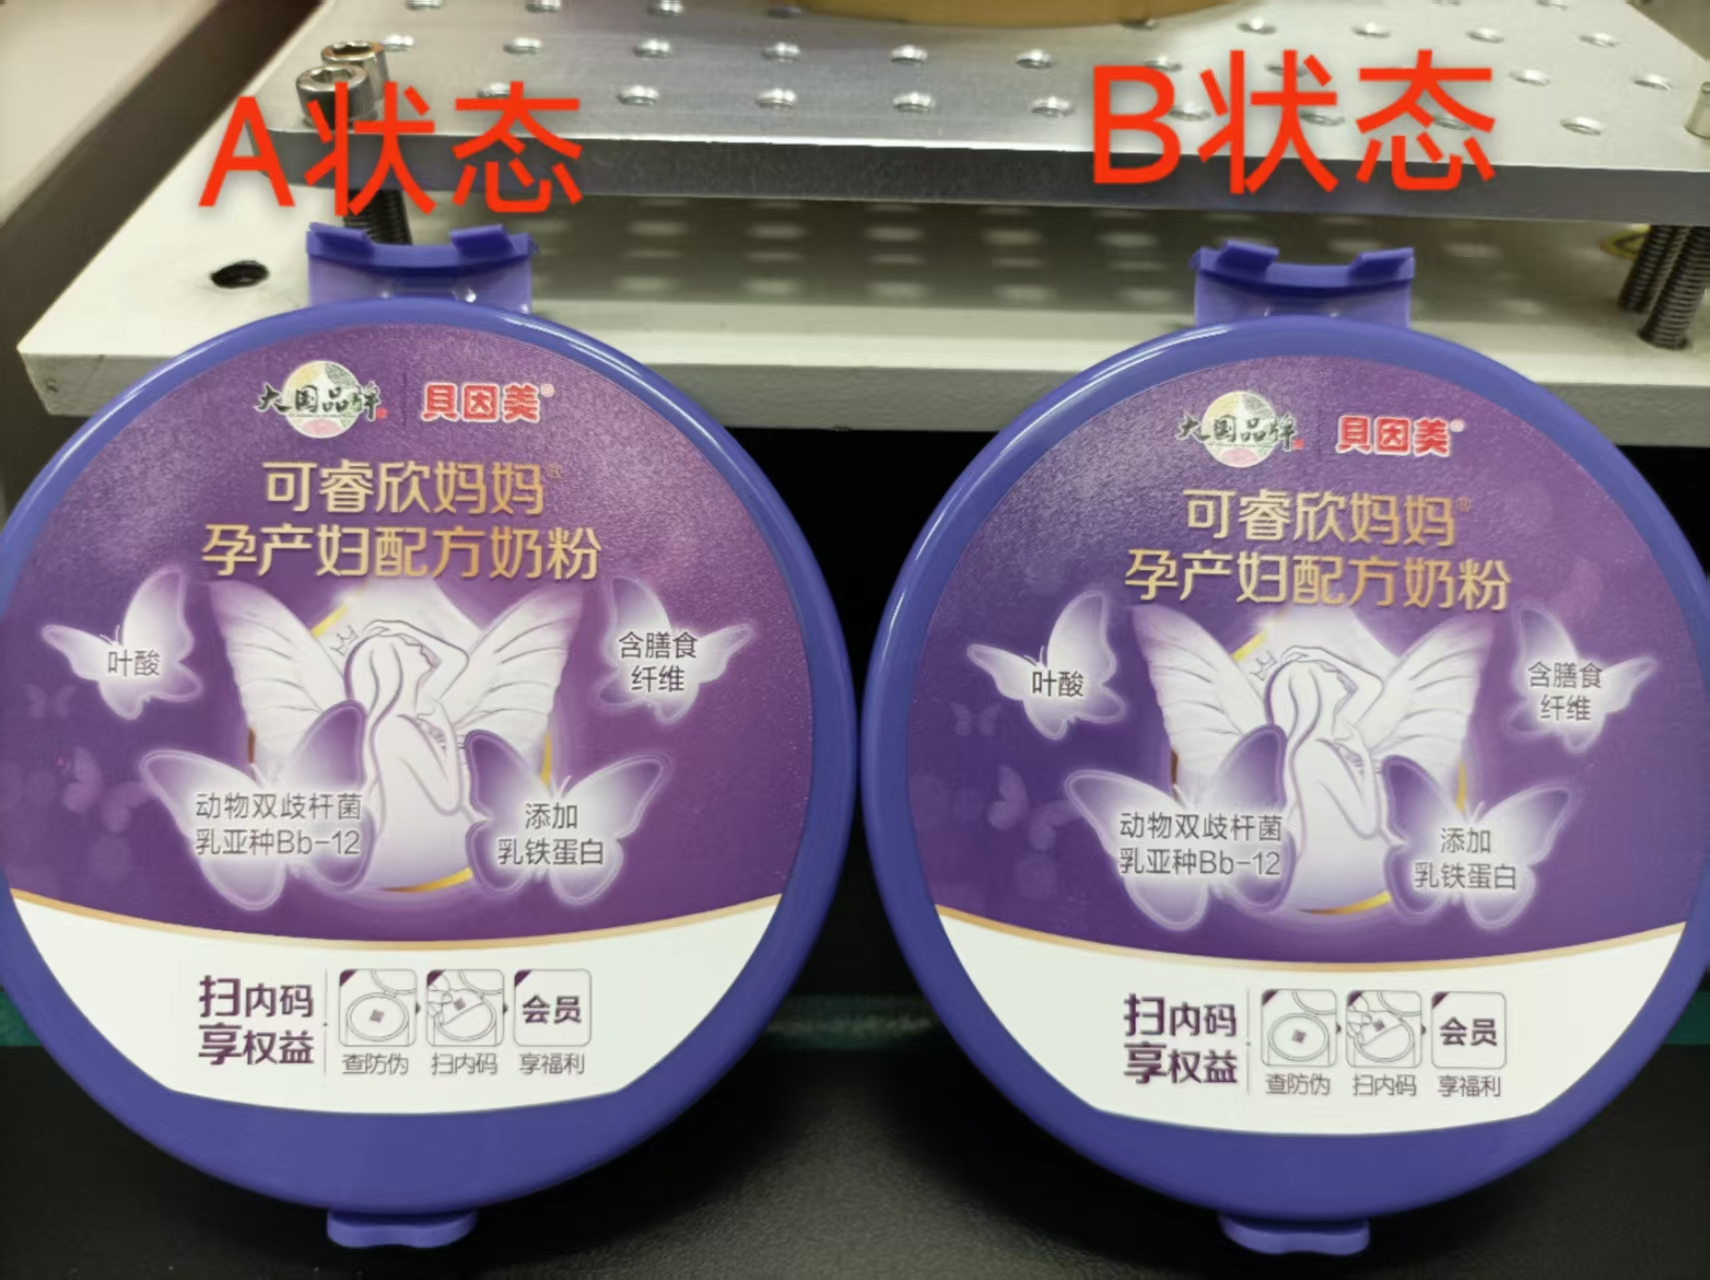 A状态
B状态
大国品牌 貝因美®
可睿欣妈妈®
孕产妇配方奶粉
叶酸
含膳食
纤维
动物双歧杆菌
乳亚种Bb-12
添加
乳铁蛋白
扫内码
享权益
会员
查防伪 扫内码 享福利
大国品牌 貝因美®
可睿欣妈妈®
孕产妇配方奶粉
叶酸
含膳食
纤维
动物双歧杆菌
乳亚种Bb-12
添加
乳铁蛋白
扫内码
享权益
会员
查防伪 扫内码 享福利